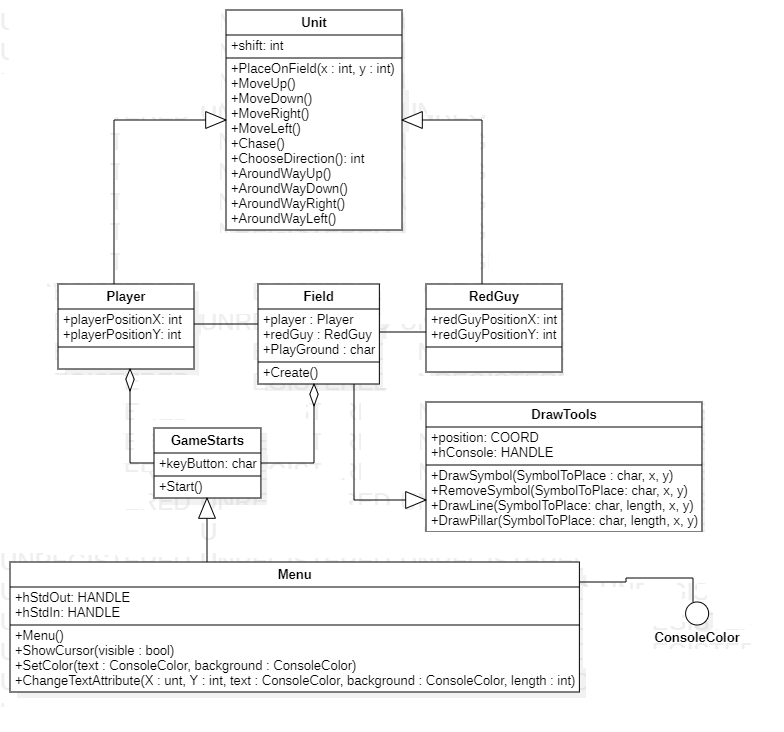 Unit
+shift: int
+PlaceOnField(x : int, y : int)
+MoveUp()
+MoveDown()
+MoveRight()
+MoveLeft()
+Chase()
+ChooseDirection(): int
+AroundWayUp()
+AroundWayDown()
+AroundWayRight()
+AroundWayLeft()
Player
+playerPositionX: int
+playerPositionY: int
Field
+player : Player
+redGuy : RedGuy
+PlayGround : char
+Create()
RedGuy
+redGuyPositionX: int
+redGuyPositionY: int
GameStarts
+keyButton: char
+Start()
DrawTools
+position: COORD
+hConsole: HANDLE
+DrawSymbol(SymbolToPlace : char, x, y)
+RemoveSymbol(SymbolToPlace: char, x, y)
+DrawLine(SymbolToPlace: char, length, x, y)
+DrawPillar(SymbolToPlace: char, length, x, y)
Menu
+hStdOut: HANDLE
+hStdIn: HANDLE
+Menu()
+ShowCursor(visible : bool)
+SetColor(text : ConsoleColor, background : ConsoleColor)
+ChangeTextAttribute(X : unt, Y : int, text : ConsoleColor, background : ConsoleColor, length : int)
ConsoleColor